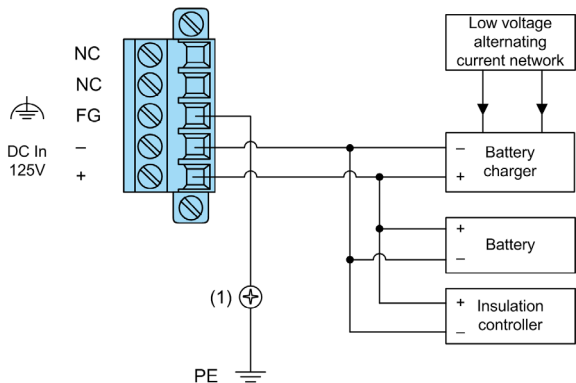 NC
NC
FG
DC In
125V
–
+
(1)
PE
Low voltage
alternating
current network
–
+
Battery
charger
+
–
Battery
+
–
Insulation
controller